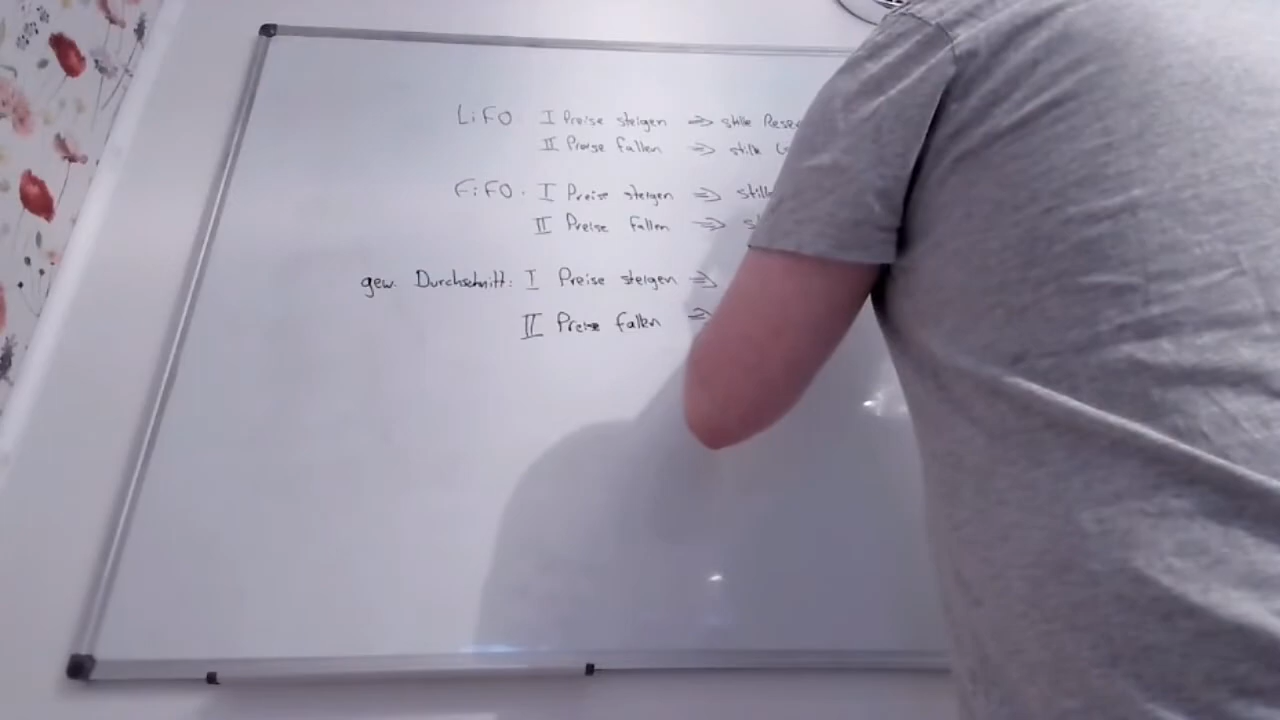 LiFO I Preise steigen => stille
II Preise fallen => stille
FiFO: I Preise steigen => stille
II Preise fallen =>
gew. Durchschnitt: I Preise steigen =>
II Preise fallen =>